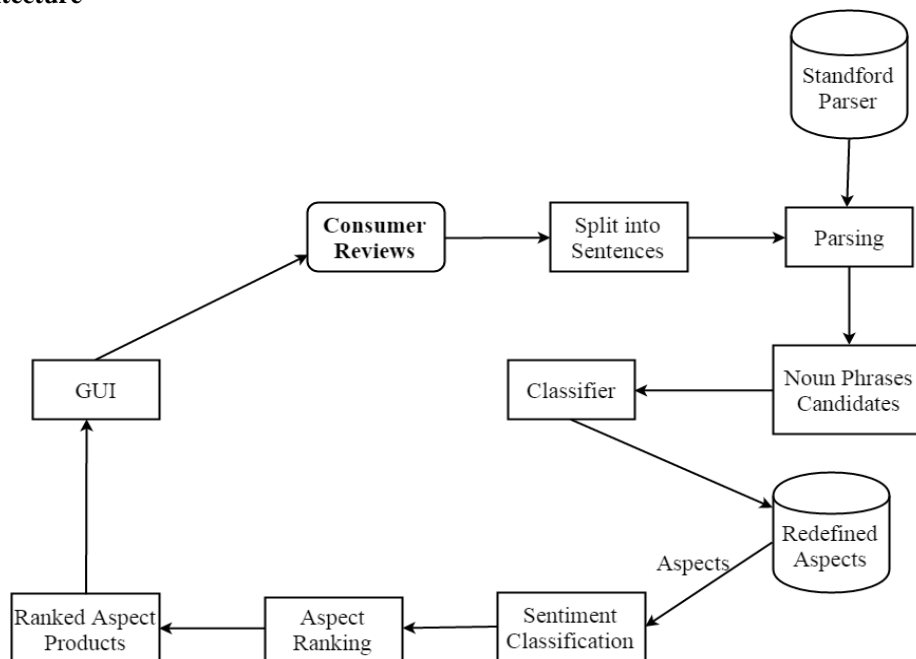 Standford
Parser
Consumer
Reviews
Split into
Sentences
Parsing
GUI
Classifier
Noun Phrases
Candidates
Redefined
Aspects
Aspects
Ranked Aspect
Products
Aspect
Ranking
Sentiment
Classification